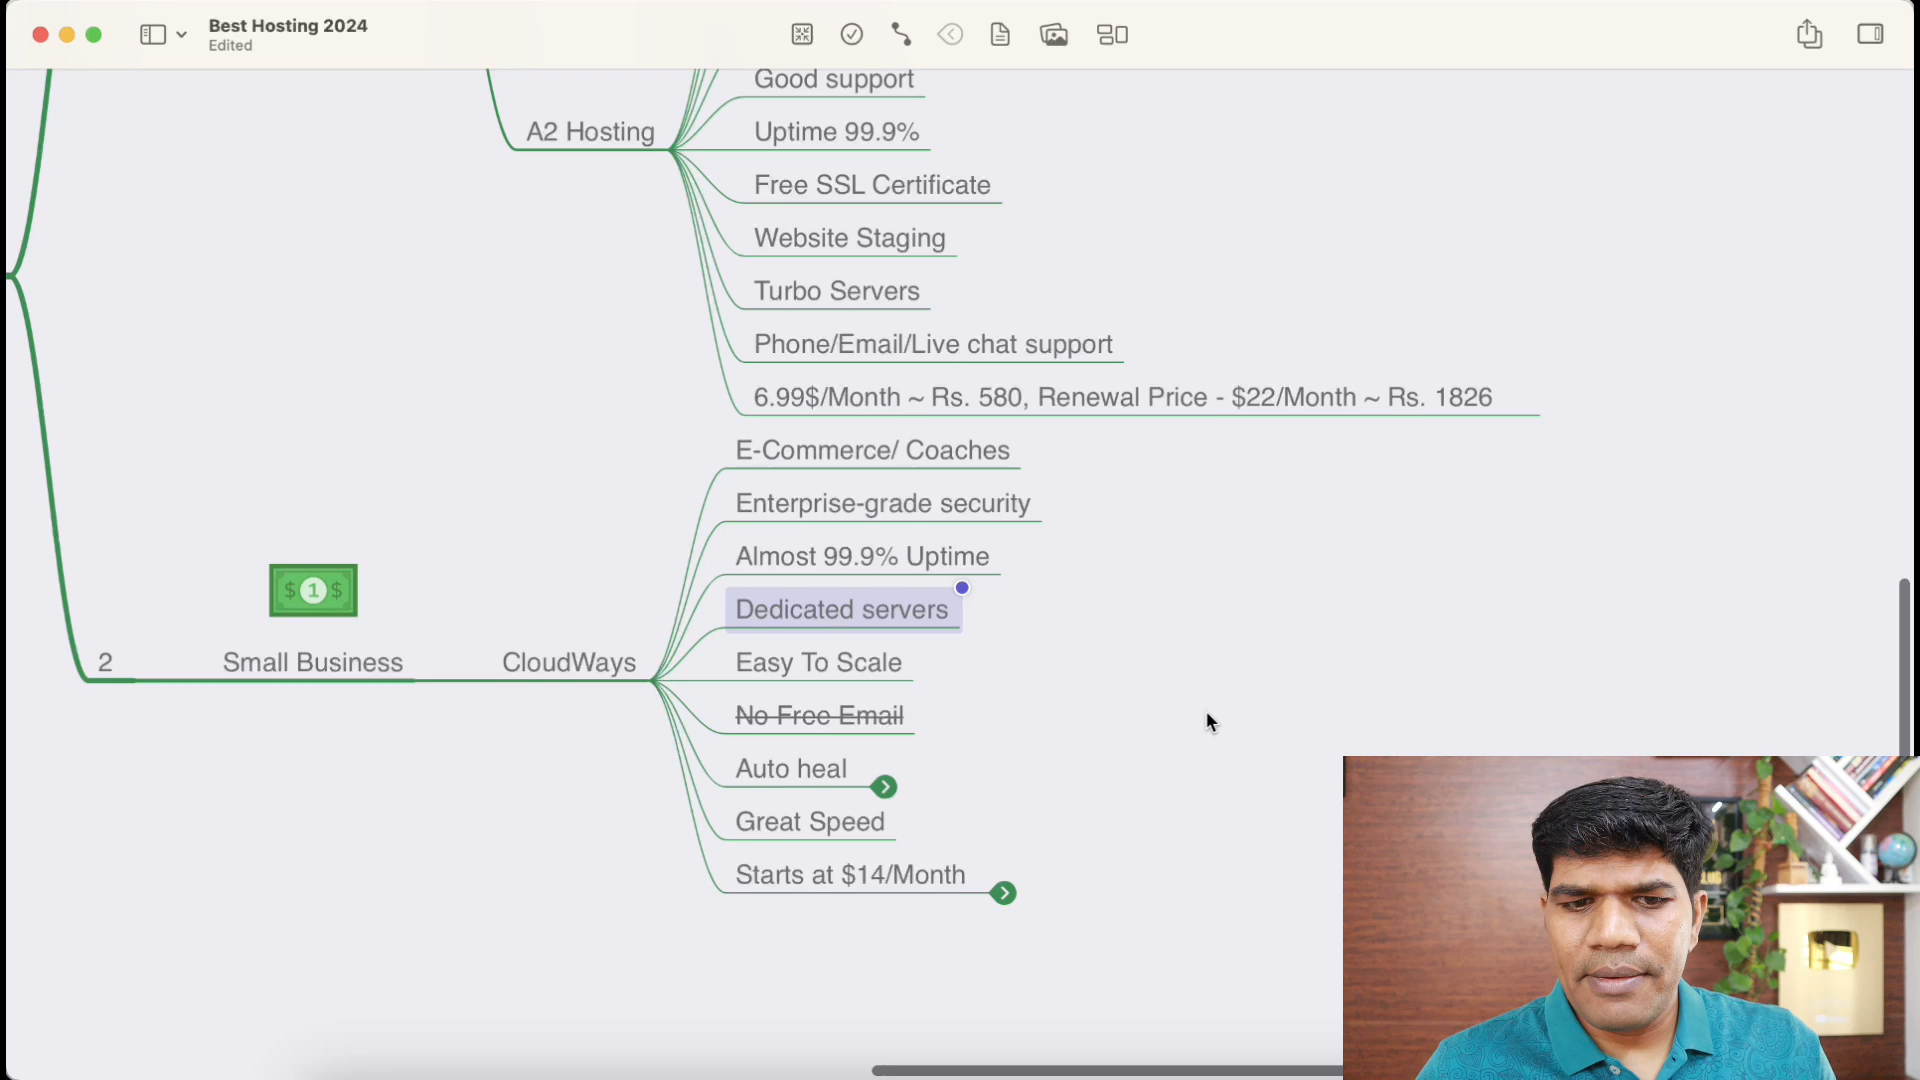 Best Hosting 2024
Edited
Good support
A2 Hosting
Uptime 99.9%
Free SSL Certificate
Website Staging
Turbo Servers
Phone/Email/Live chat support
6.99$/Month ~ Rs. 580, Renewal Price - $22/Month ~ Rs. 1826
E-Commerce/ Coaches
Enterprise-grade security
Almost 99.9% Uptime
$ 1 $
Dedicated servers
2
Small Business
CloudWays
Easy To Scale
No Free Email
Auto heal
Great Speed
Starts at $14/Month